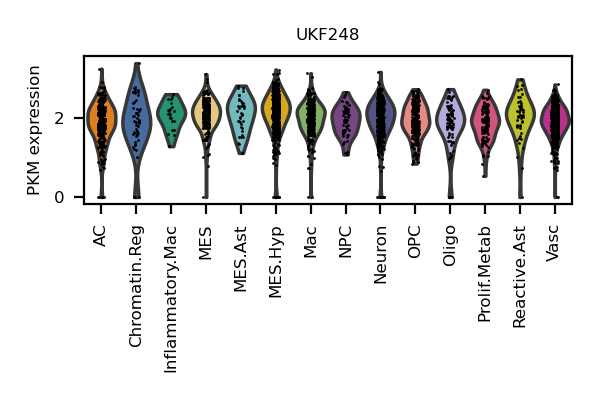 UKF248
PKM expression
2
0
AC
Chromatin.Reg
Inflammatory.Mac
MES
MES.Ast
MES.Hyp
Mac
NPC
Neuron
OPC
Oligo
Prolif.Metab
Reactive.Ast
Vasc